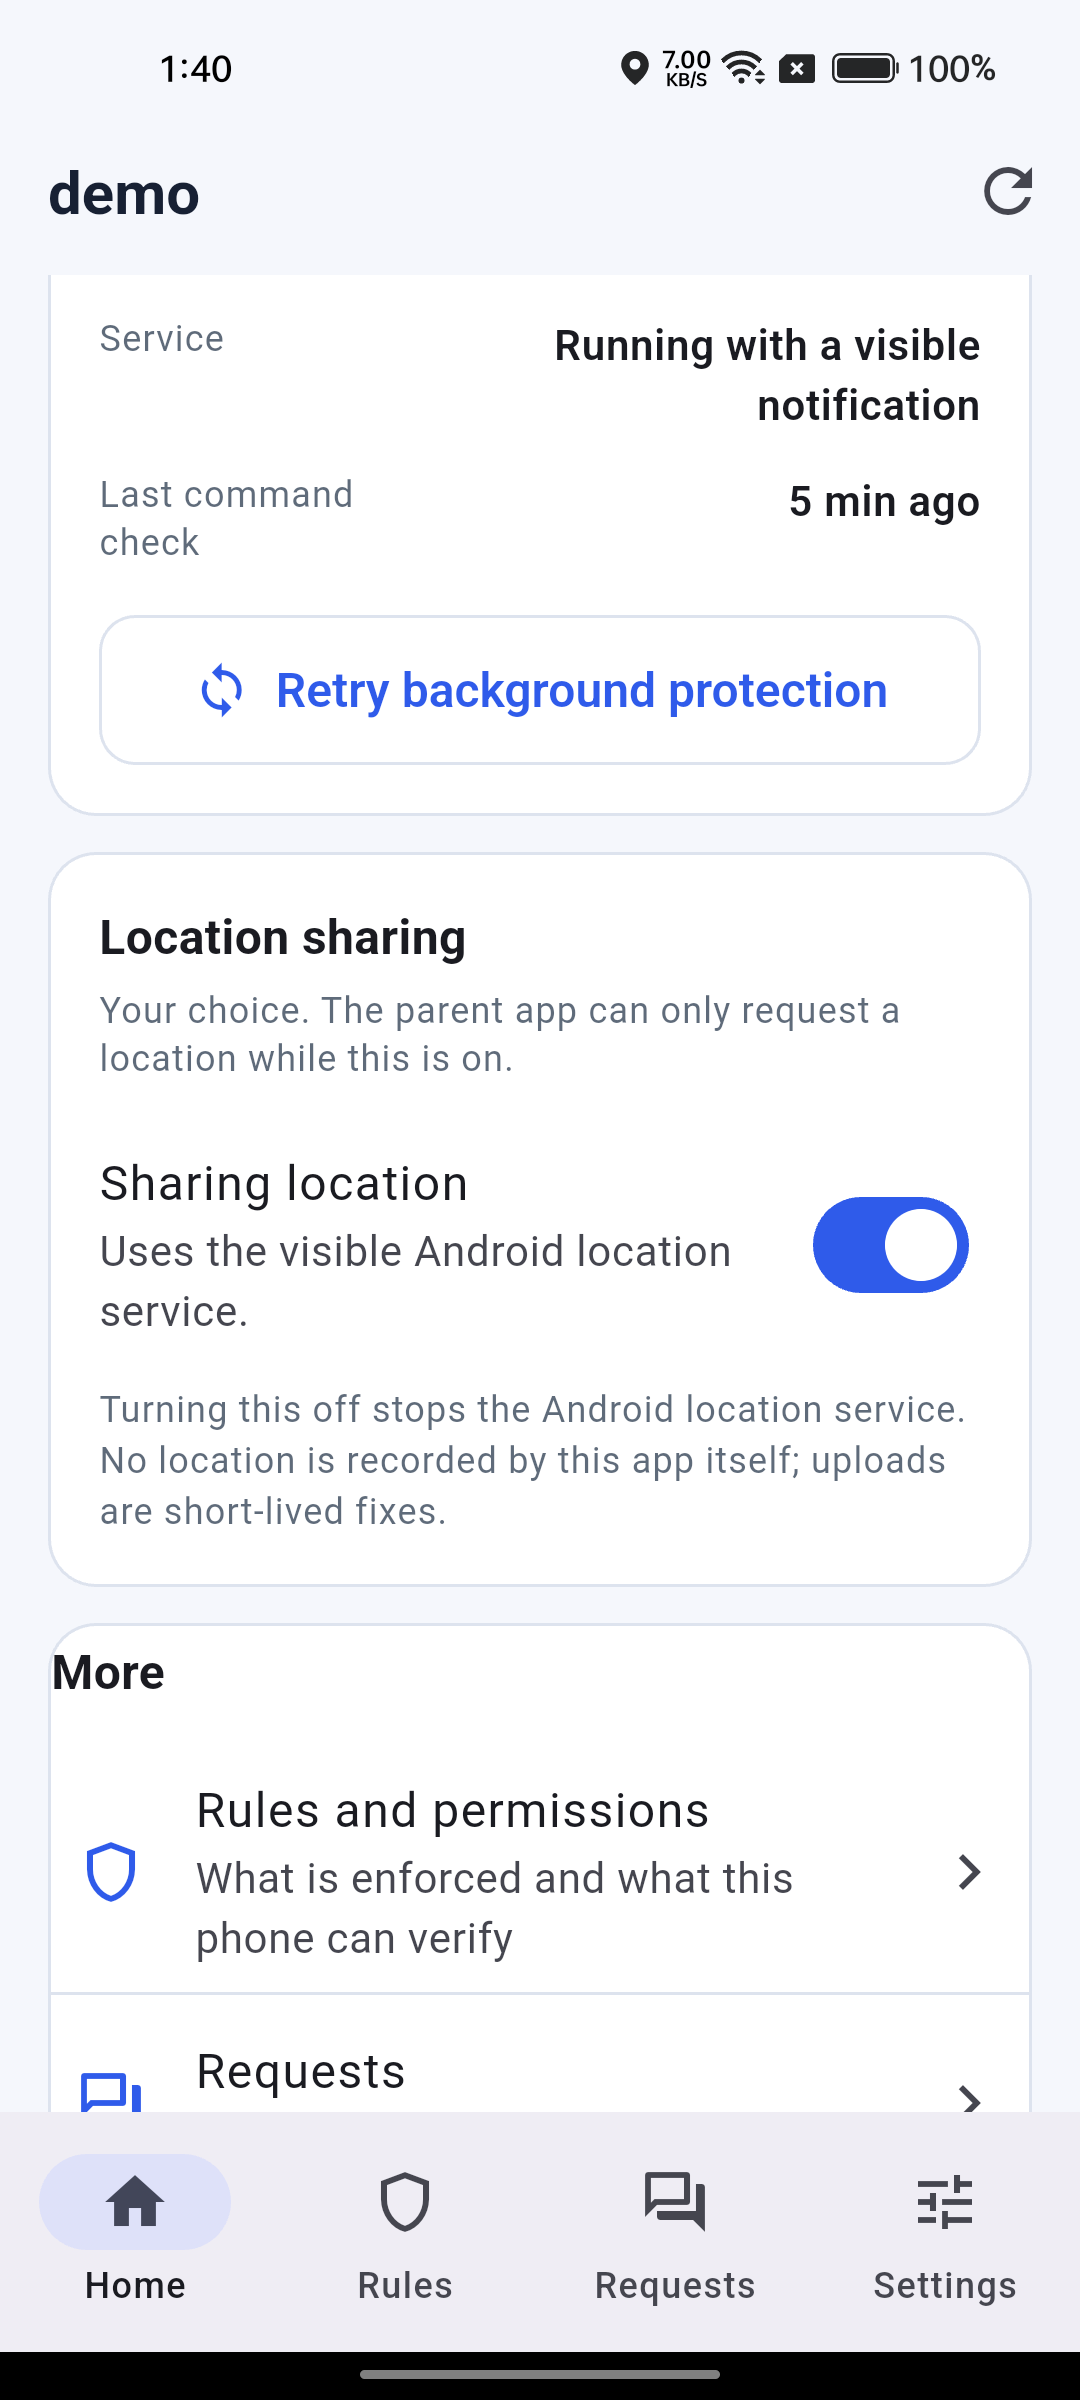 1:40
7.00
KB/S
100%
demo
Service
Running with a visible
notification
Last command
check
5 min ago
Retry background protection
Location sharing
Your choice. The parent app can only request a
location while this is on.
Sharing location
Uses the visible Android location
service.
Turning this off stops the Android location service.
No location is recorded by this app itself; uploads
are short-lived fixes.
More
Rules and permissions
What is enforced and what this
phone can verify
Requests
Home
Rules
Requests
Settings